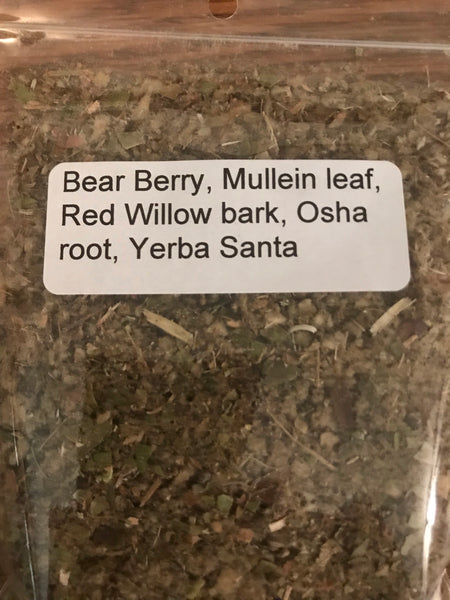 Bear Berry, Mullein leaf,
Red Willow bark, Osha
root, Yerba Santa